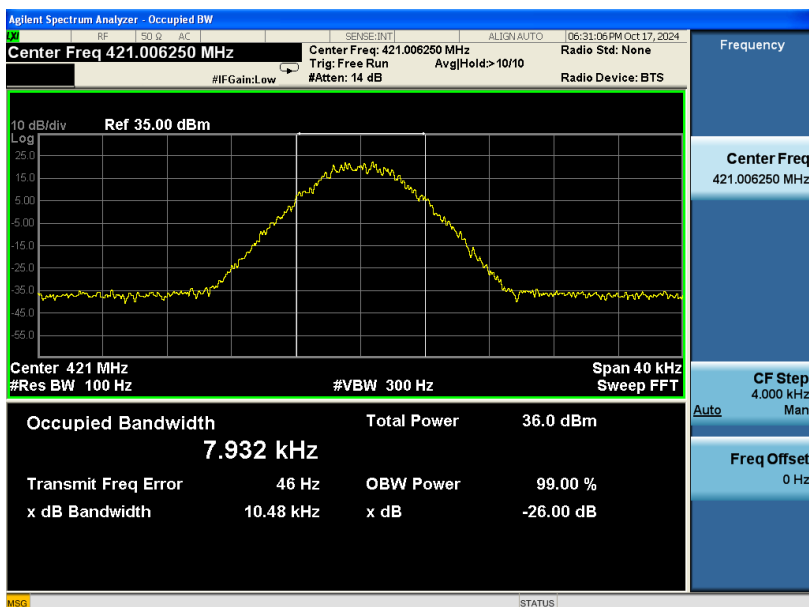 Agilent Spectrum Analyzer - Occupied BW
LXI RF 50 Ω AC SENSE:INT ALIGN AUTO 06:31:06 PM Oct 17, 2024
Center Freq 421.006250 MHz
Center Freq: 421.006250 MHz
Radio Std: None
Trig: Free Run Avg|Hold:> 10/10
#IFGain:Low #Atten: 14 dB Radio Device: BTS
10 dB/div Ref 35.00 dBm
Log
25.0
15.0
5.00
-5.00
-15.0
-25.0
-35.0
-45.0
-55.0
Center 421 MHz Span 40 kHz
#Res BW 100 Hz #VBW 300 Hz Sweep FFT
Occupied Bandwidth Total Power 36.0 dBm
7.932 kHz
Transmit Freq Error 46 Hz OBW Power 99.00 %
x dB Bandwidth 10.48 kHz x dB -26.00 dB
MSG STATUS
Frequency
Center Freq
421.006250 MHz
CF Step
4.000 kHz
Auto Man
Freq Offset
0 Hz